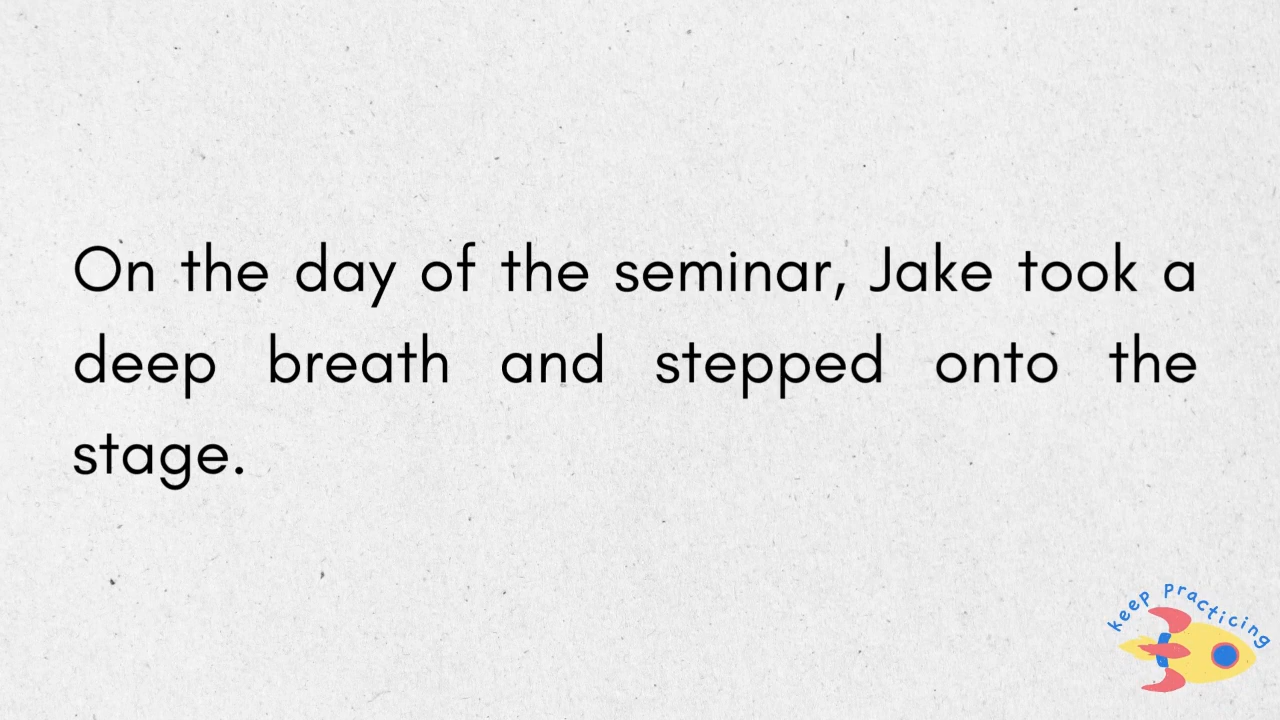 On the day of the seminar, Jake took a
deep breath and stepped onto the
stage.
keep practicing